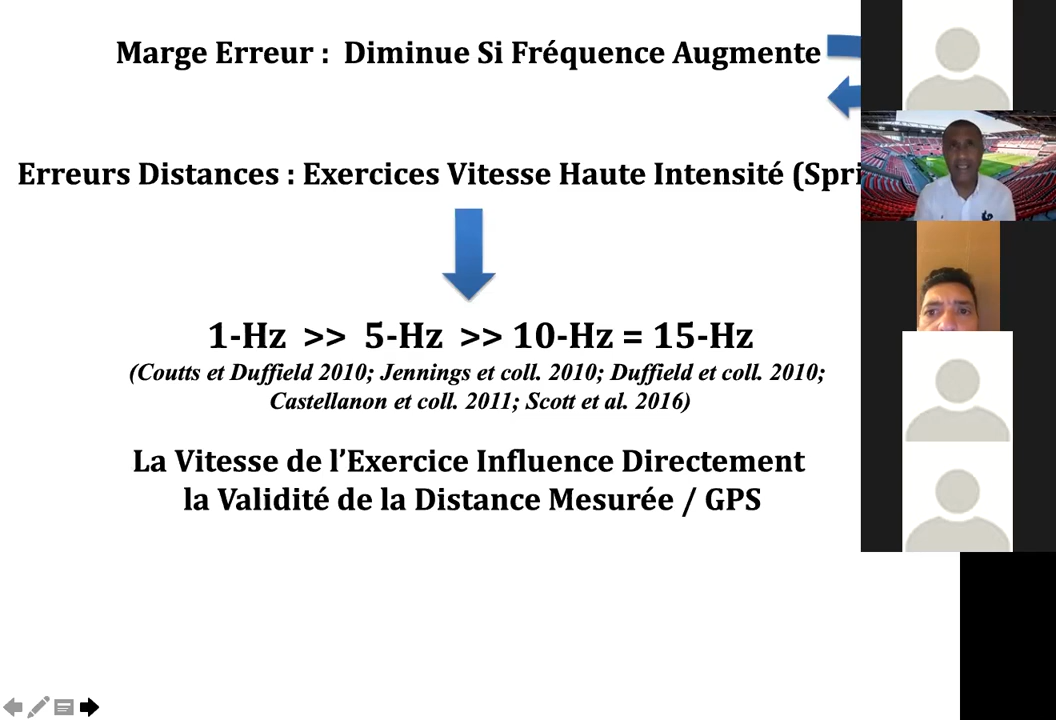 Marge Erreur : Diminue Si Fréquence Augmente
Erreurs Distances : Exercices Vitesse Haute Intensité (Spri
1-Hz >> 5-Hz >> 10-Hz = 15-Hz
(Coutts et Duffield 2010; Jennings et coll. 2010; Duffield et coll. 2010;
Castellanon et coll. 2011; Scott et al. 2016)
La Vitesse de l’Exercice Influence Directement
la Validité de la Distance Mesurée / GPS